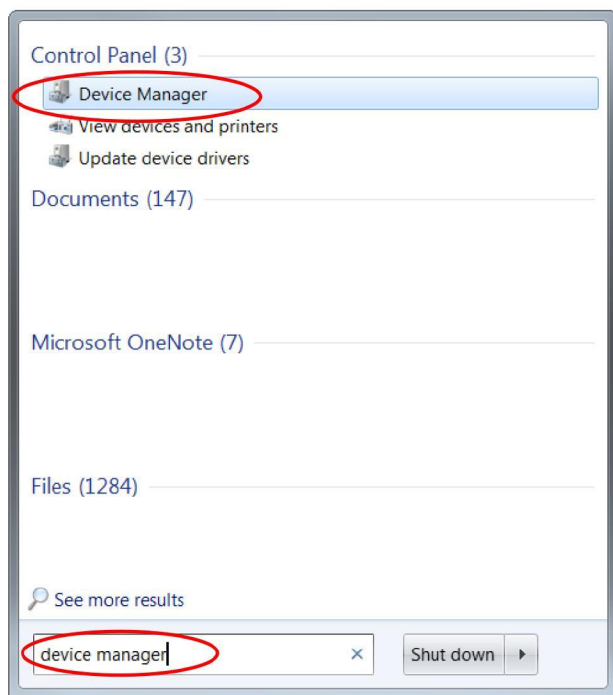 Control Panel (3)
Device Manager
View devices and printers
Update device drivers
Documents (147)
Microsoft OneNote (7)
Files (1284)
See more results
device manager
Shut down